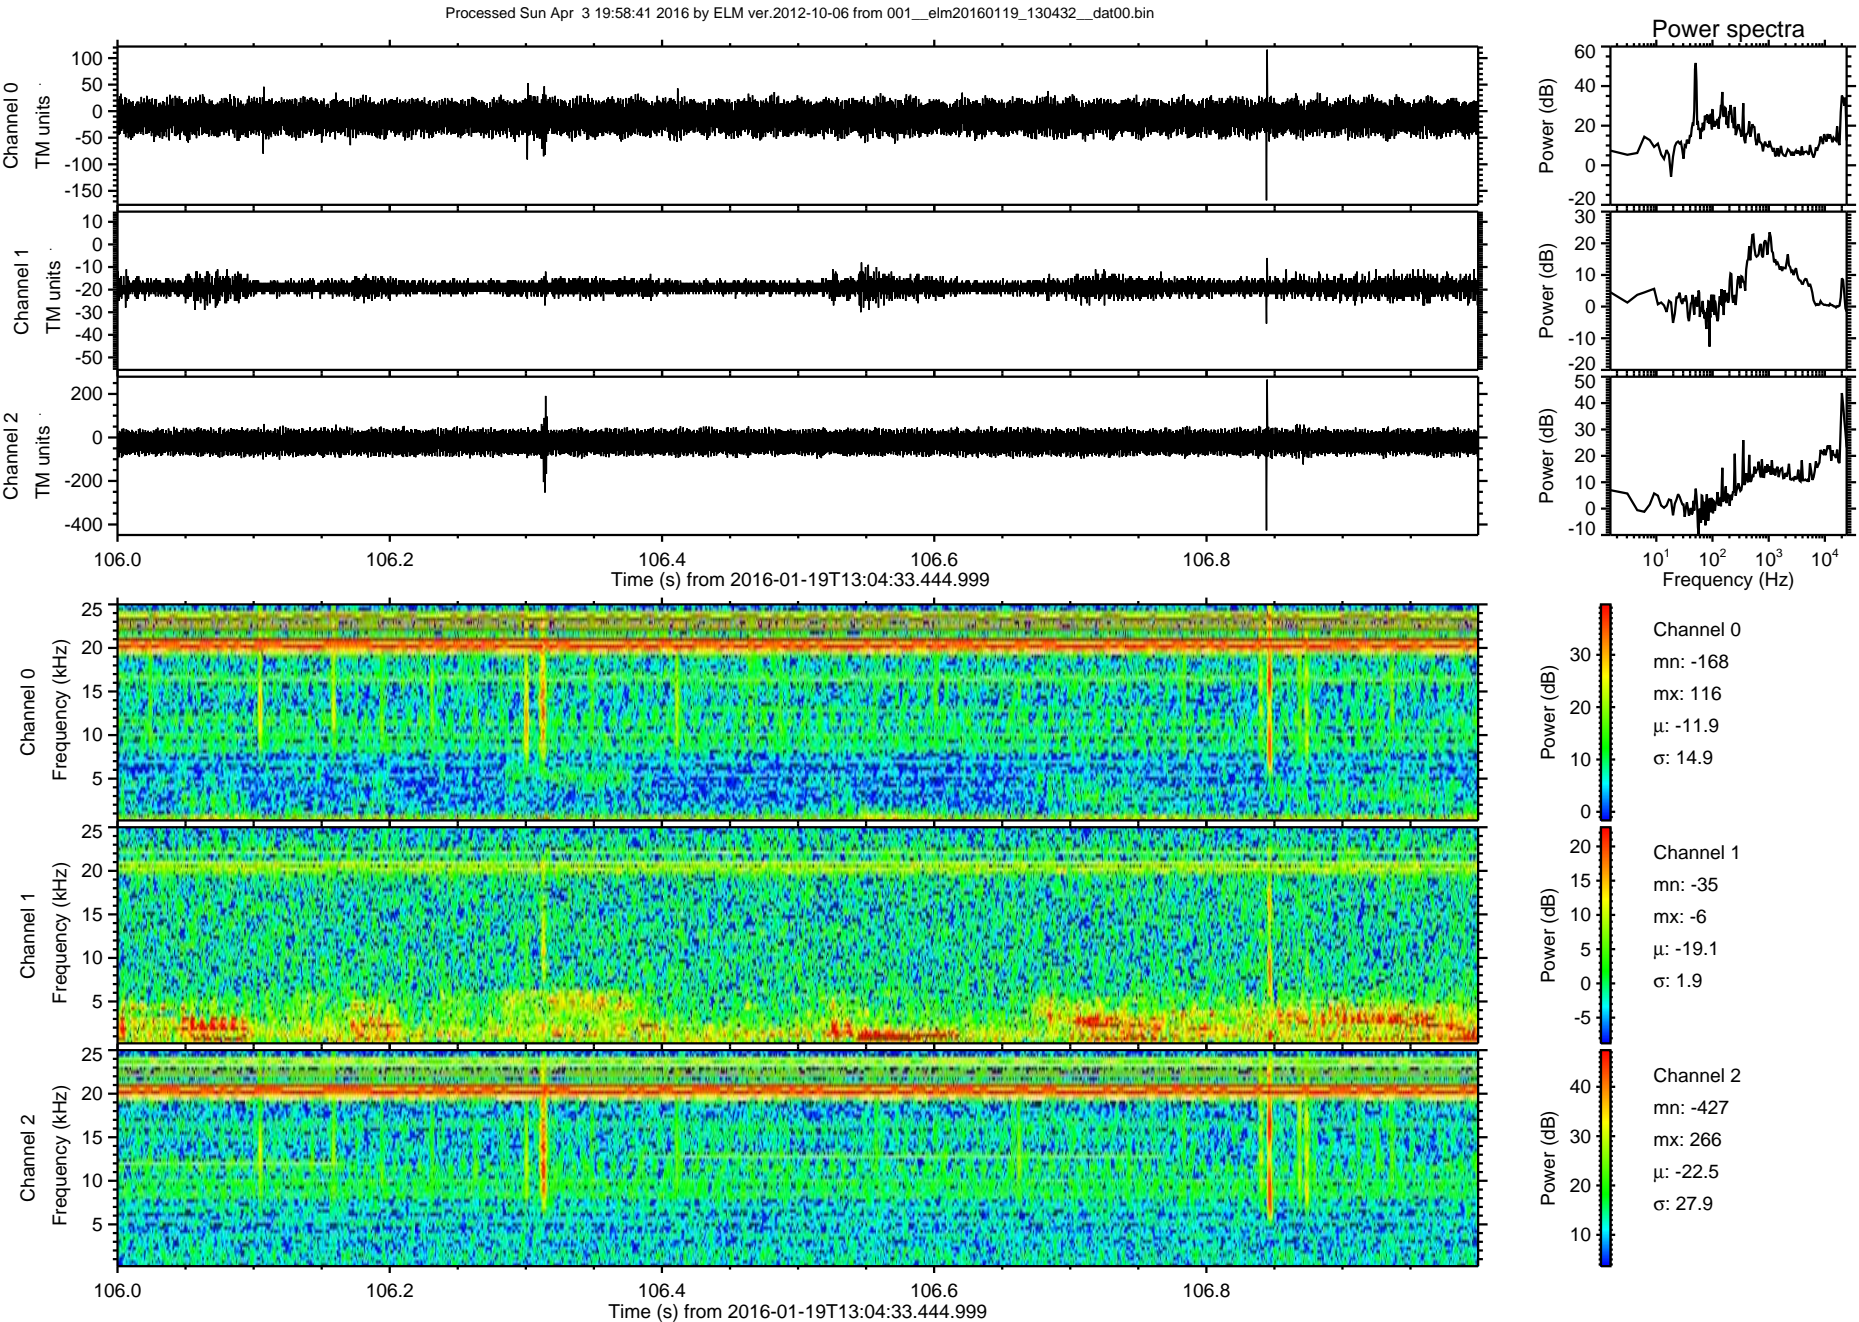 Processed Sun Apr 3 19:58:41 2016 by ELM ver.2012-10-06 from 001__elm20160119_130432__dat00.bin
Power spectra
Channel 0
TM units
100
50
0
-50
-100
-150
Power (dB)
60
40
20
0
-20
Channel 1
TM units
10
0
-10
-20
-30
-40
-50
Power (dB)
30
20
10
0
-10
-20
Channel 2
TM units
200
0
-200
-400
Power (dB)
50
40
30
20
10
0
-10
106.0 106.2 106.4 106.6 106.8
Time (s) from 2016-01-19T13:04:33.444.999
10^1 10^2 10^3 10^4
Frequency (Hz)
Channel 0
Frequency (kHz)
25
20
15
10
5
Power (dB)
30
20
10
0
Channel 0
mn: -168
mx: 116
μ: -11.9
σ: 14.9
Channel 1
Frequency (kHz)
25
20
15
10
5
Power (dB)
20
15
10
5
0
-5
Channel 1
mn: -35
mx: -6
μ: -19.1
σ: 1.9
Channel 2
Frequency (kHz)
25
20
15
10
5
Power (dB)
40
30
20
10
Channel 2
mn: -427
mx: 266
μ: -22.5
σ: 27.9
106.0 106.2 106.4 106.6 106.8
Time (s) from 2016-01-19T13:04:33.444.999